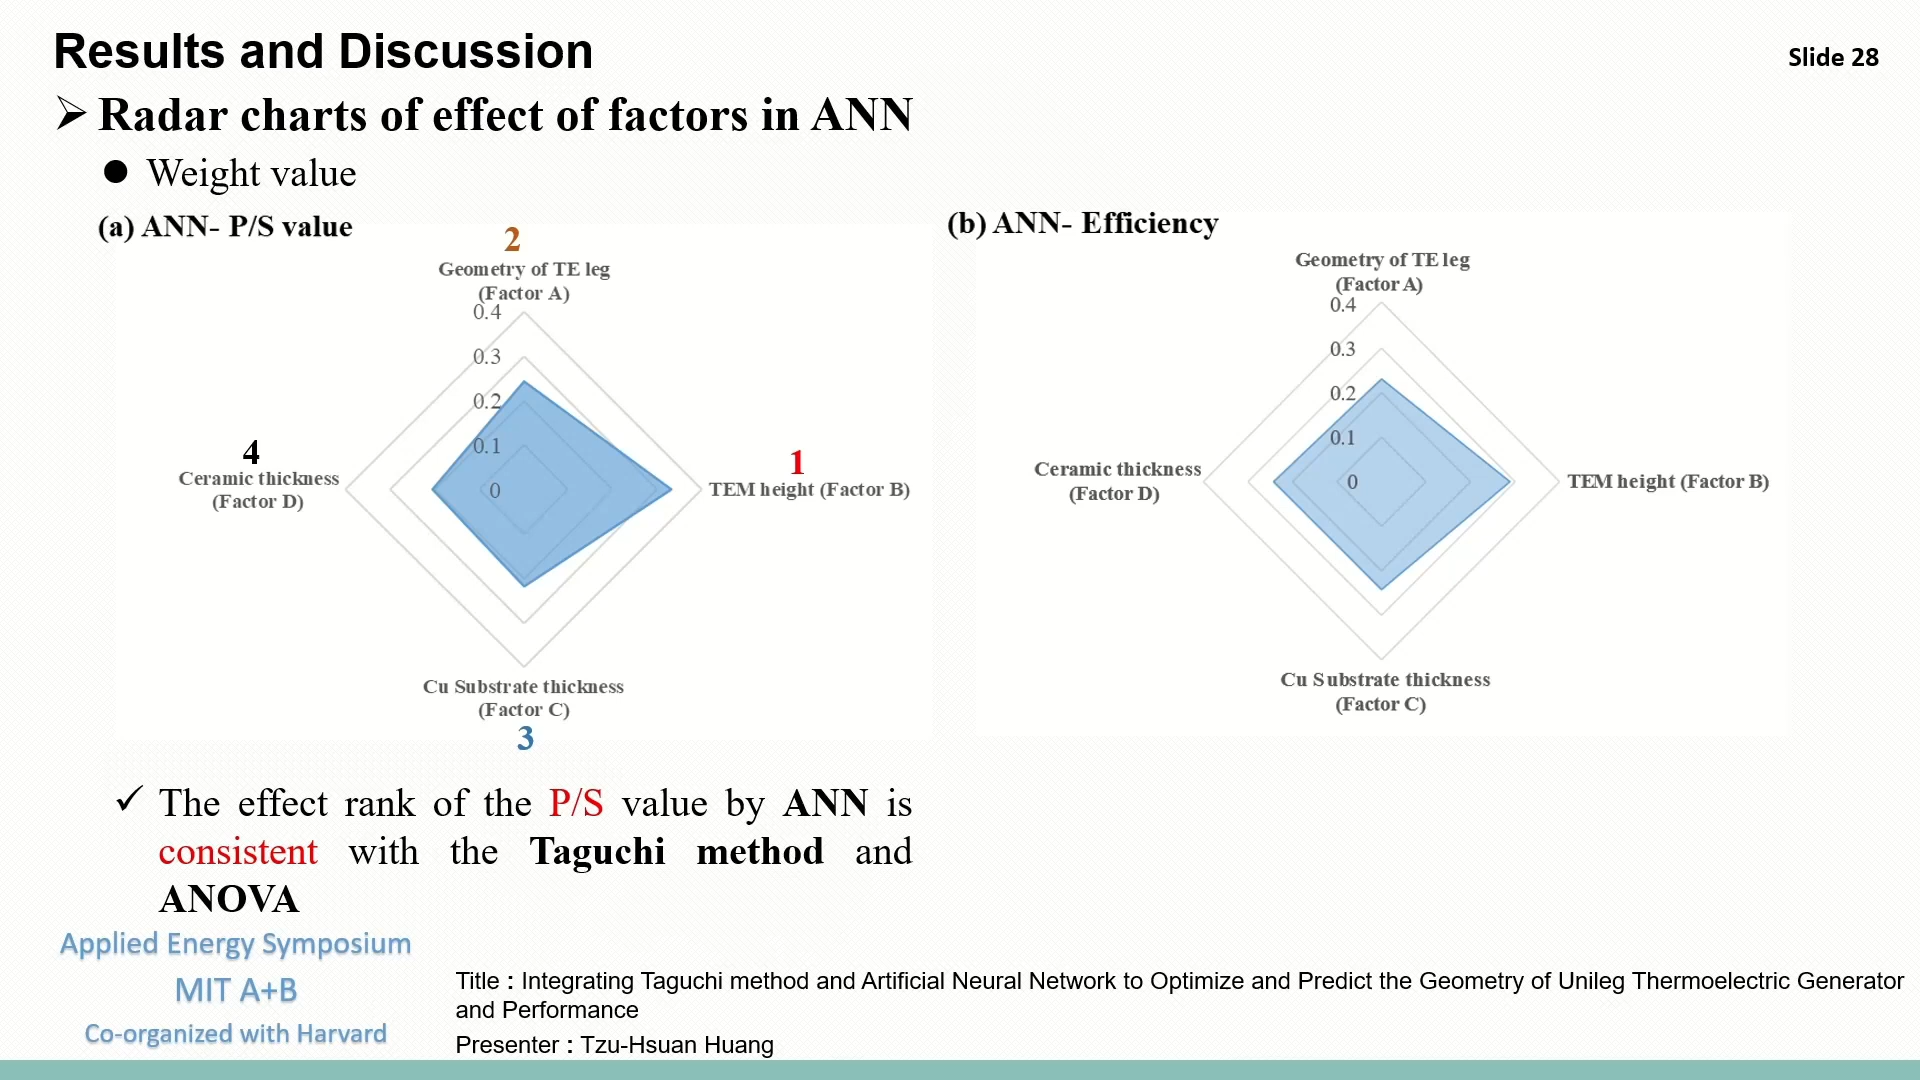 Results and Discussion
Slide 28
➢ Radar charts of effect of factors in ANN
● Weight value
(a) ANN- P/S value
2
Geometry of TE leg
(Factor A)
0.4
0.3
0.2
0.1
0
4
Ceramic thickness
(Factor D)
1
TEM height (Factor B)
Cu Substrate thickness
(Factor C)
3
(b) ANN- Efficiency
Geometry of TE leg
(Factor A)
0.4
0.3
0.2
0.1
0
Ceramic thickness
(Factor D)
TEM height (Factor B)
Cu Substrate thickness
(Factor C)
✓ The effect rank of the P/S value by ANN is
consistent with the Taguchi method and
ANOVA
Applied Energy Symposium
MIT A+B
Co-organized with Harvard
Title : Integrating Taguchi method and Artificial Neural Network to Optimize and Predict the Geometry of Unileg Thermoelectric Generator
and Performance
Presenter : Tzu-Hsuan Huang